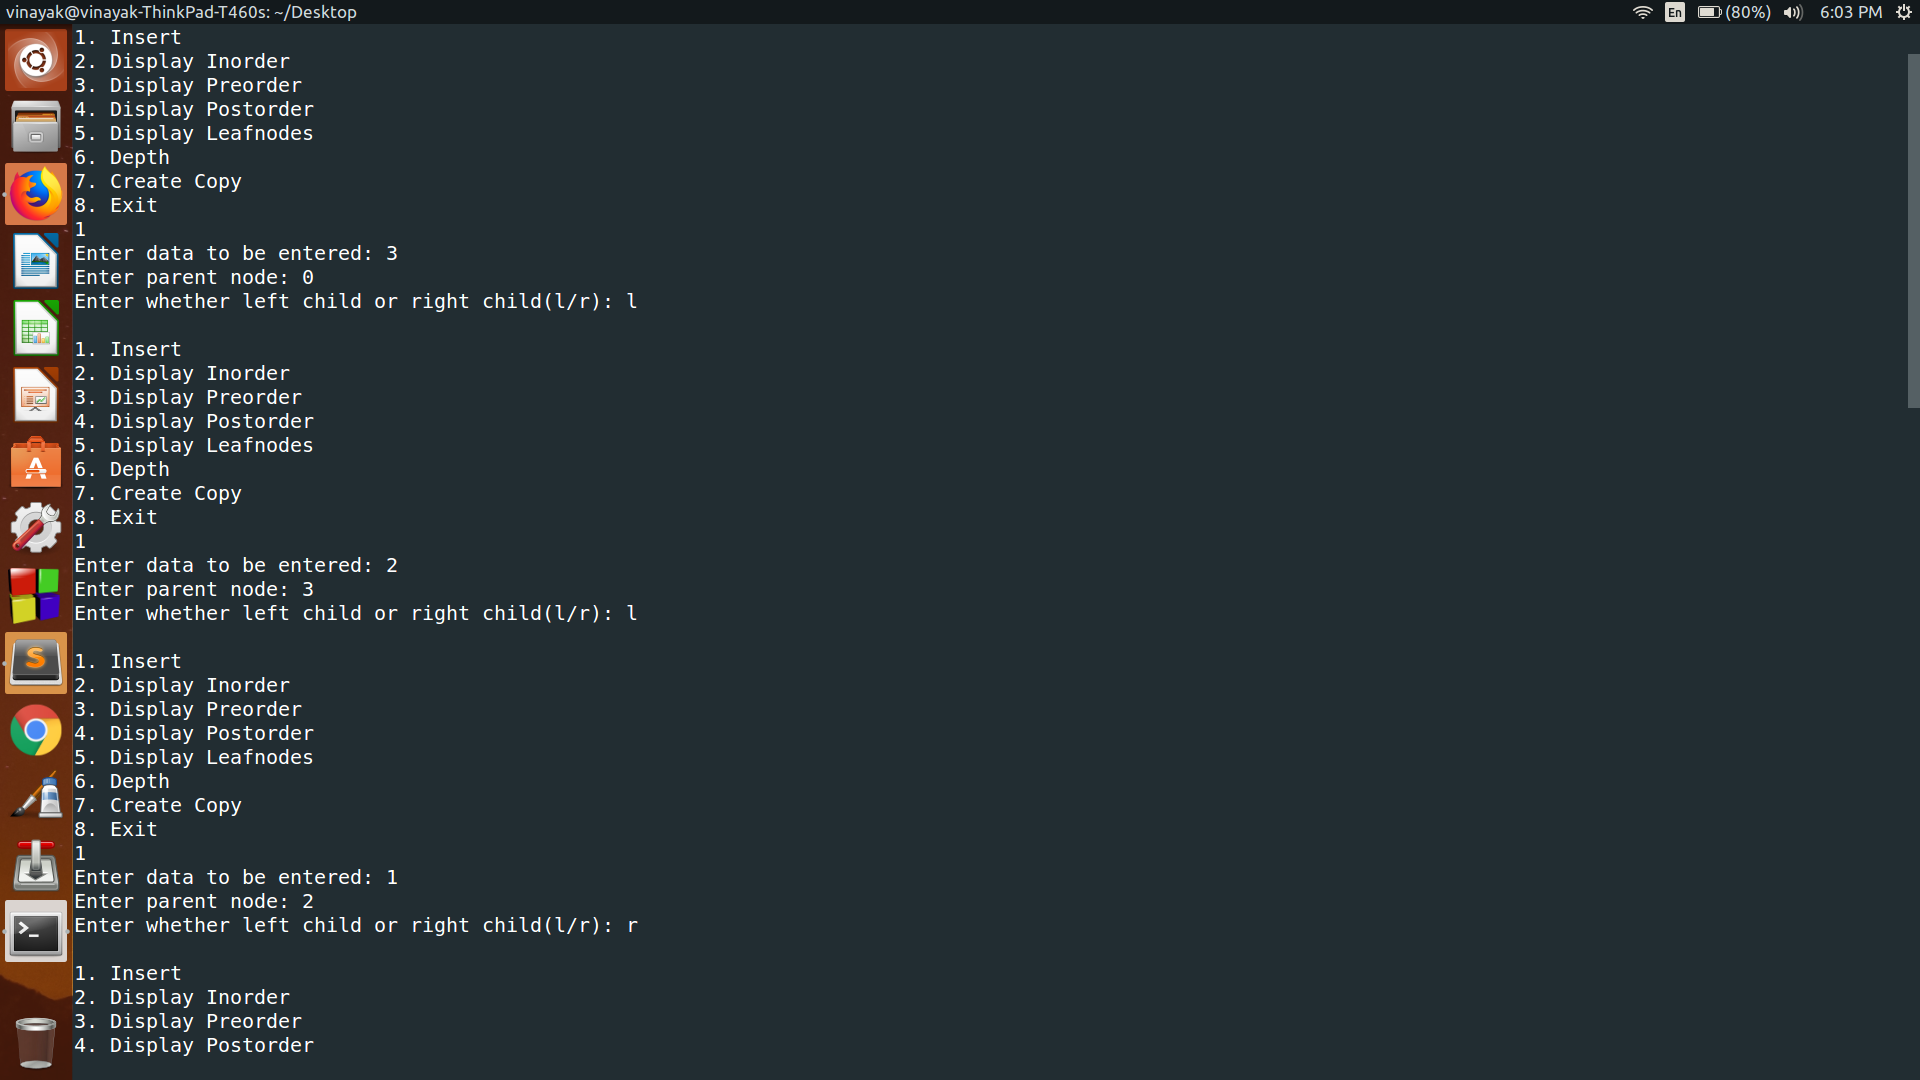 vinayak@vinayak-ThinkPad-T460s: ~/Desktop
En (80%) 6:03 PM
1. Insert
2. Display Inorder
3. Display Preorder
4. Display Postorder
5. Display Leafnodes
6. Depth
7. Create Copy
8. Exit
1
Enter data to be entered: 3
Enter parent node: 0
Enter whether left child or right child(l/r): l
1. Insert
2. Display Inorder
3. Display Preorder
4. Display Postorder
5. Display Leafnodes
6. Depth
7. Create Copy
8. Exit
1
Enter data to be entered: 2
Enter parent node: 3
Enter whether left child or right child(l/r): l
1. Insert
2. Display Inorder
3. Display Preorder
4. Display Postorder
5. Display Leafnodes
6. Depth
7. Create Copy
8. Exit
1
Enter data to be entered: 1
Enter parent node: 2
Enter whether left child or right child(l/r): r
1. Insert
2. Display Inorder
3. Display Preorder
4. Display Postorder